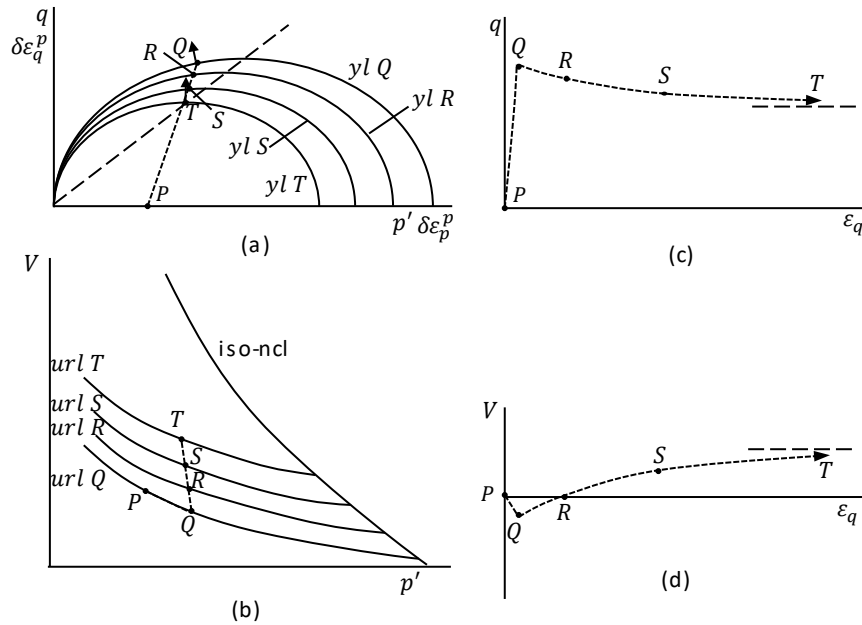 q
δε_q^p
Q
R
yl Q
yl R
T
S
yl S
yl T
P
p′ δε_p^p
(a)
q
Q
R
S
T
P
ε_q
(c)
V
iso-ncl
url T
url S
url R
url Q
T
S
R
P
Q
p′
(b)
V
S
T
P
R
Q
ε_q
(d)